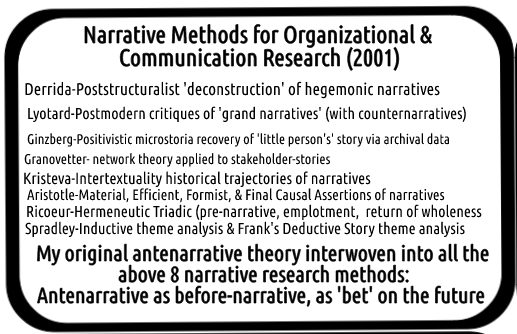 Narrative Methods for Organizational &
Communication Research (2001)
Derrida-Poststructuralist 'deconstruction' of hegemonic narratives
Lyotard-Postmodern critiques of 'grand narratives' (with counternarratives)
Ginzberg-Positivistic microstoria recovery of 'little person's' story via archival data
Granovetter- network theory applied to stakeholder-stories
Kristeva-Intertextuality historical trajectories of narratives
Aristotle-Material, Efficient, Formist, & Final Causal Assertions of narratives
Ricoeur-Hermeneutic Triadic (pre-narrative, emplotment, return of wholeness
Spradley-Inductive theme analysis & Frank's Deductive Story theme analysis
My original antenarrative theory interwoven into all the
above 8 narrative research methods:
Antenarrative as before-narrative, as 'bet' on the future